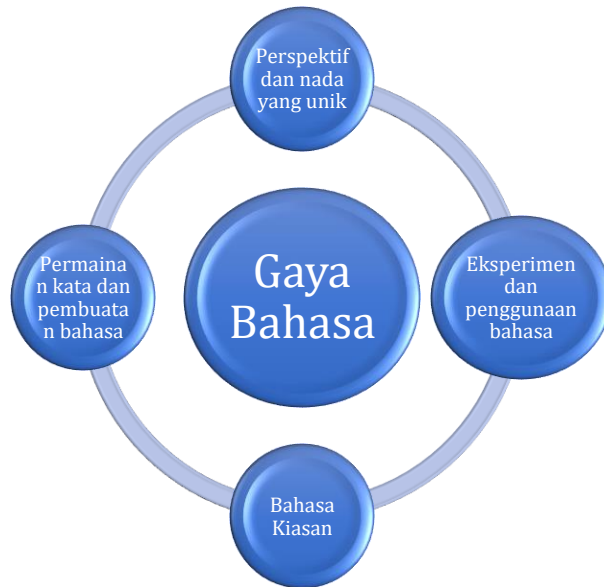 Perspektif
dan nada
yang unik
Gaya
Bahasa
Permaina
n kata dan
pembuata
n bahasa
Eksperimen
dan
penggunaan
bahasa
Bahasa
Kiasan